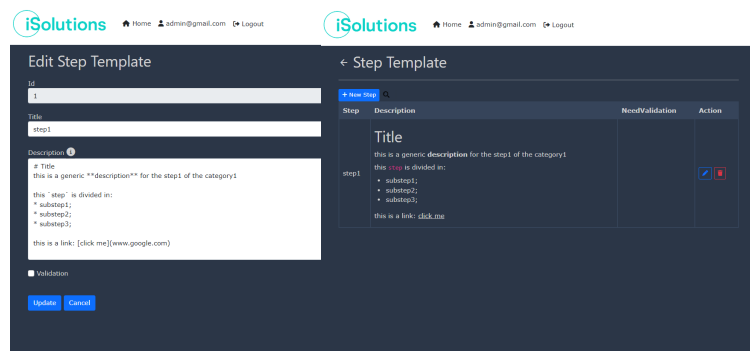 iSolutions
Home admin@gmail.com Logout
Edit Step Template
Id
1
Title
step1
Description
# Title
this is a generic **description** for the step1 of the category1
this `step` is divided in:
* substep1;
* substep2;
* substep3;
this is a link: [click me](www.google.com)
Validation
Update Cancel
iSolutions
Home admin@gmail.com Logout
← Step Template
+ New Step
Step Description NeedValidation Action
step1
Title
this is a generic description for the step1 of the category1
this step is divided in:
• substep1;
• substep2;
• substep3;
this is a link: click me